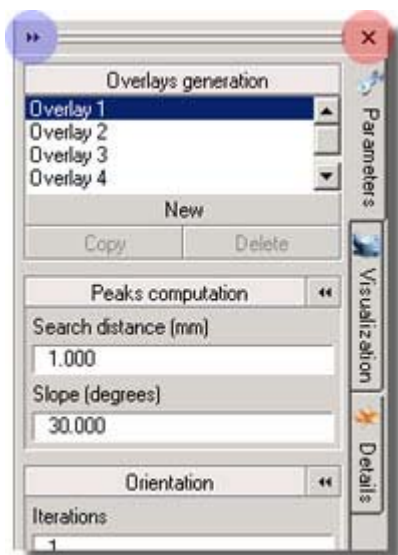 Overlays generation
Overlay 1
Overlay 2
Overlay 3
Overlay 4
New
Copy
Delete
Peaks computation
Search distance (mm)
1.000
Slope (degrees)
30.000
Orientation
Iterations
1
Parameters
Visualization
Details